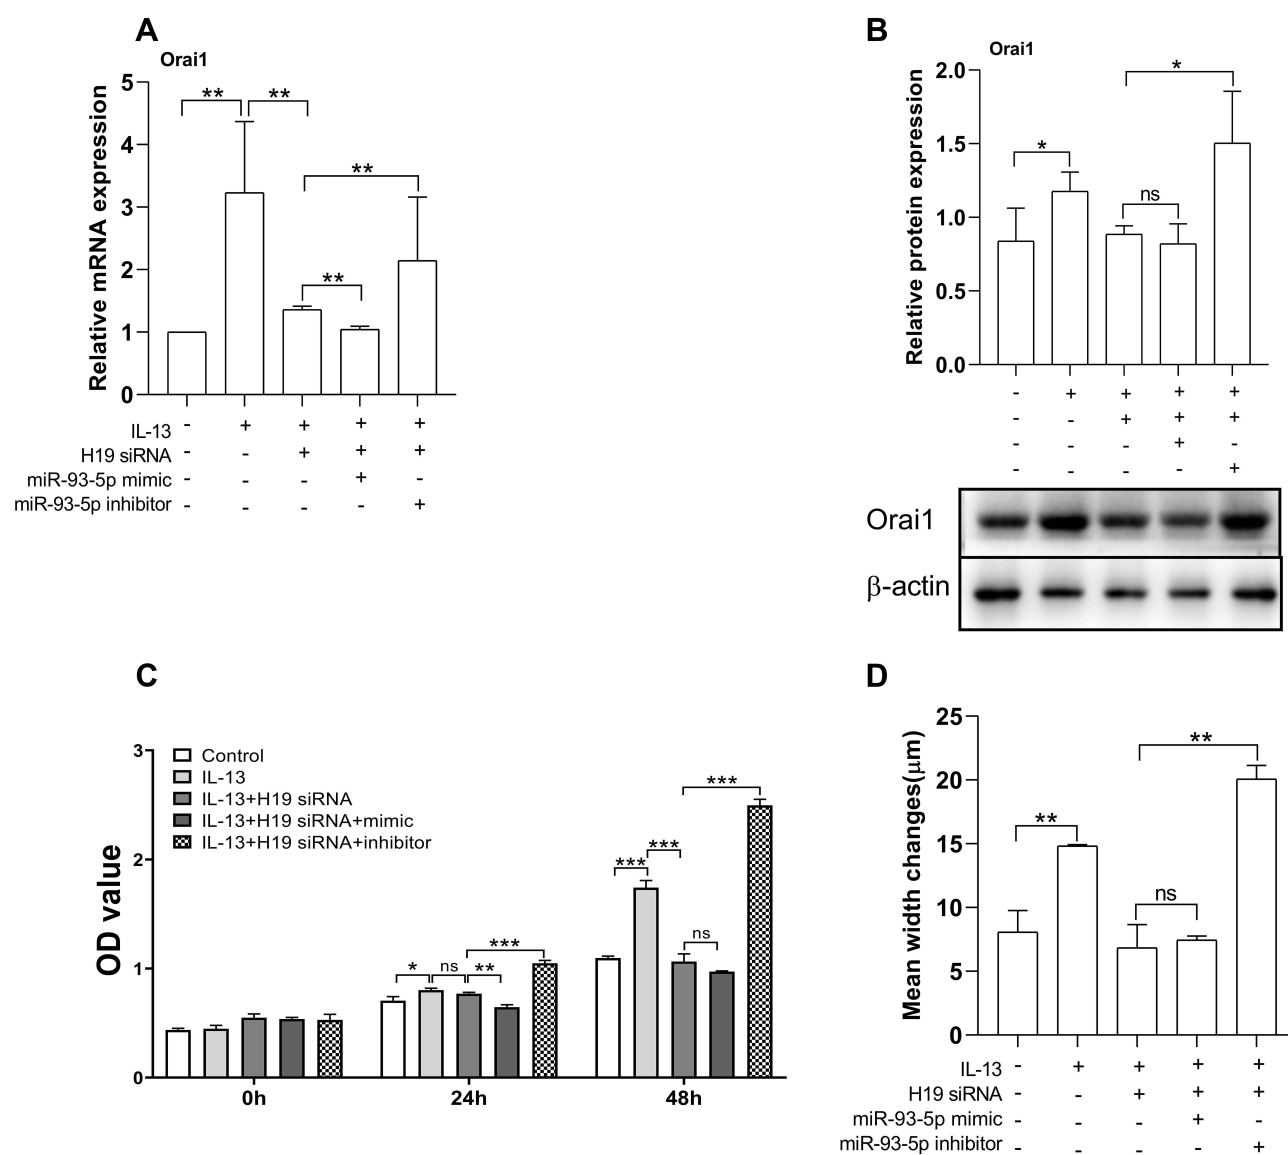 A
Orai1
Relative mRNA expression
5
4
3
2
1
0
** **
**
**
IL-13 - + + + +
H19 siRNA - - + + +
miR-93-5p mimic - - - + -
miR-93-5p inhibitor - - - - +
B
Orai1
Relative protein expression
2.0
1.5
1.0
0.5
0.0
*
*
ns
- + + + +
- - + + +
- - - + -
- - - - +
Orai1
β-actin
C
OD value
3
2
1
0
Control
IL-13
IL-13+H19 siRNA
IL-13+H19 siRNA+mimic
IL-13+H19 siRNA+inhibitor
* ns ** ***
*** *** ns ***
0h 24h 48h
D
Mean width changes(μm)
25
20
15
10
5
0
**
**
ns
IL-13 - + + + +
H19 siRNA - - + + +
miR-93-5p mimic - - - + -
miR-93-5p inhibitor - - - - +